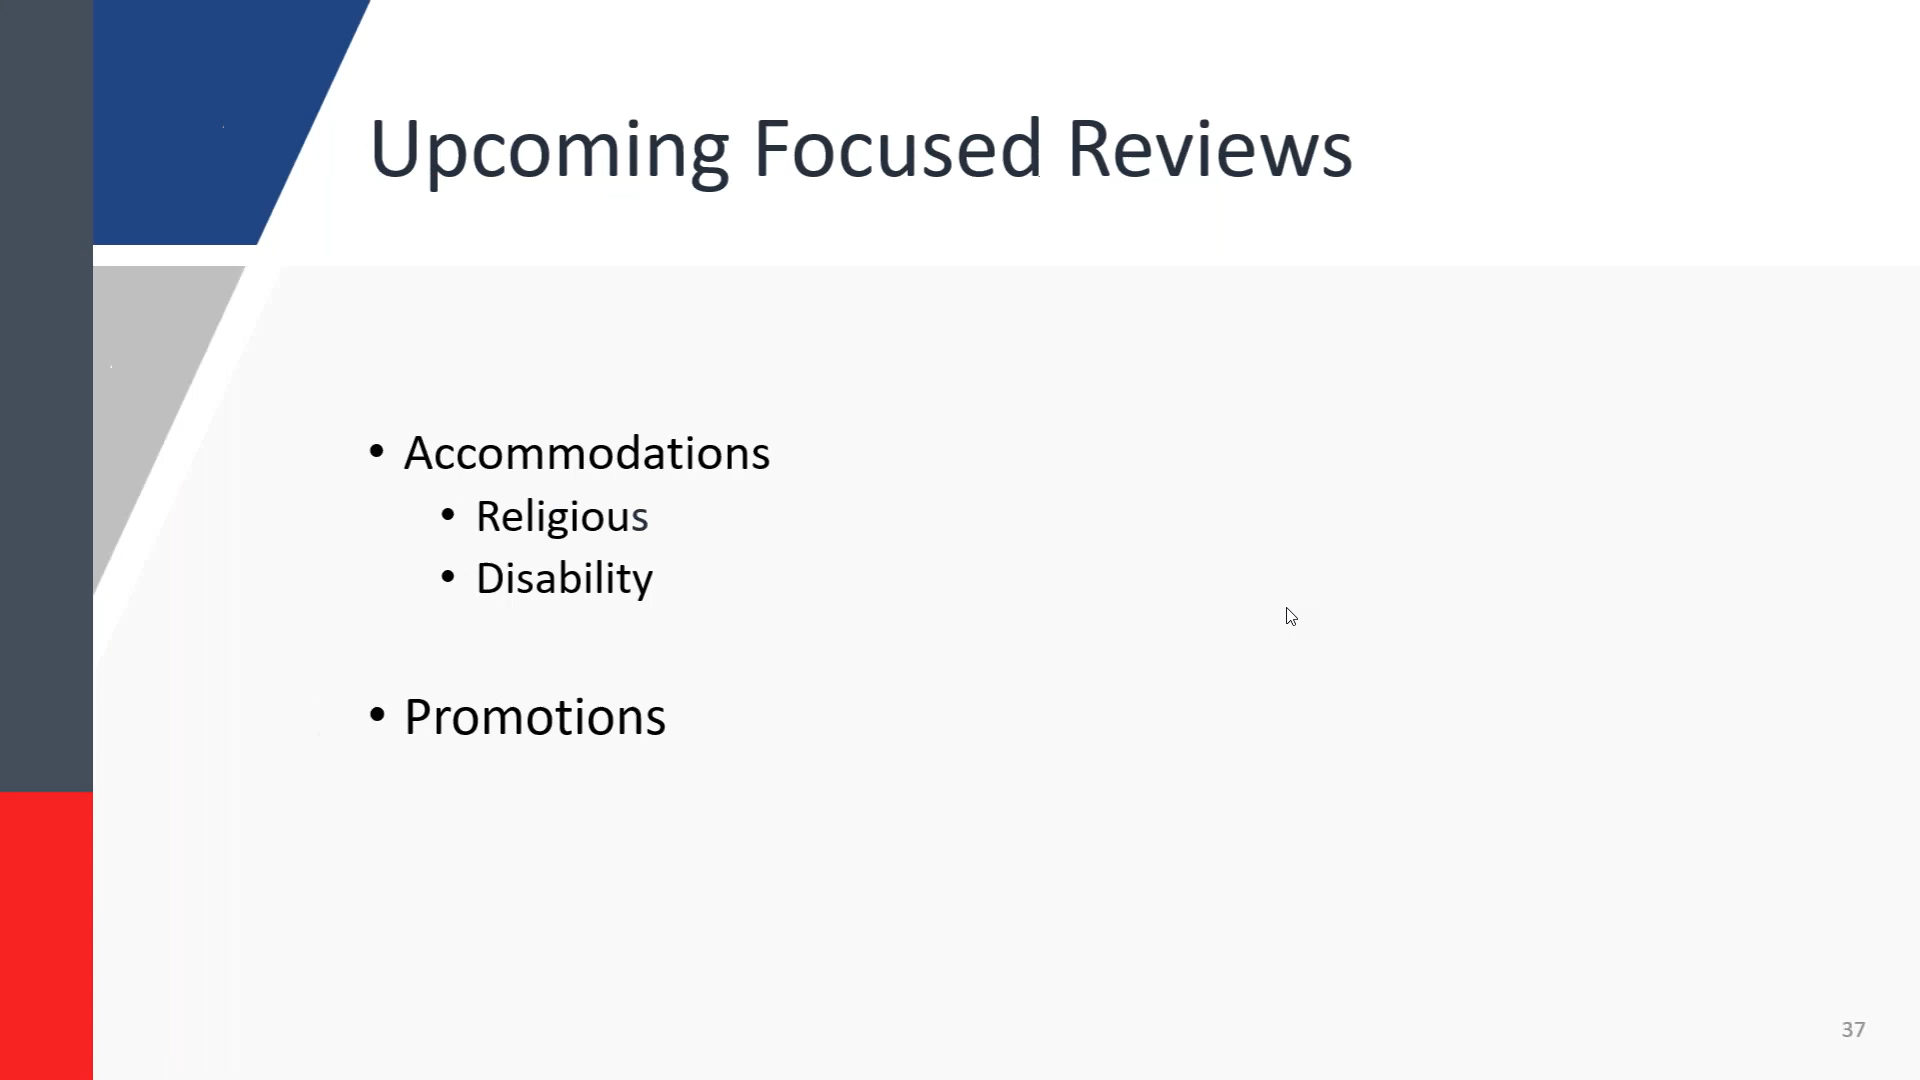 Upcoming Focused Reviews
• Accommodations
• Religious
• Disability
• Promotions
37